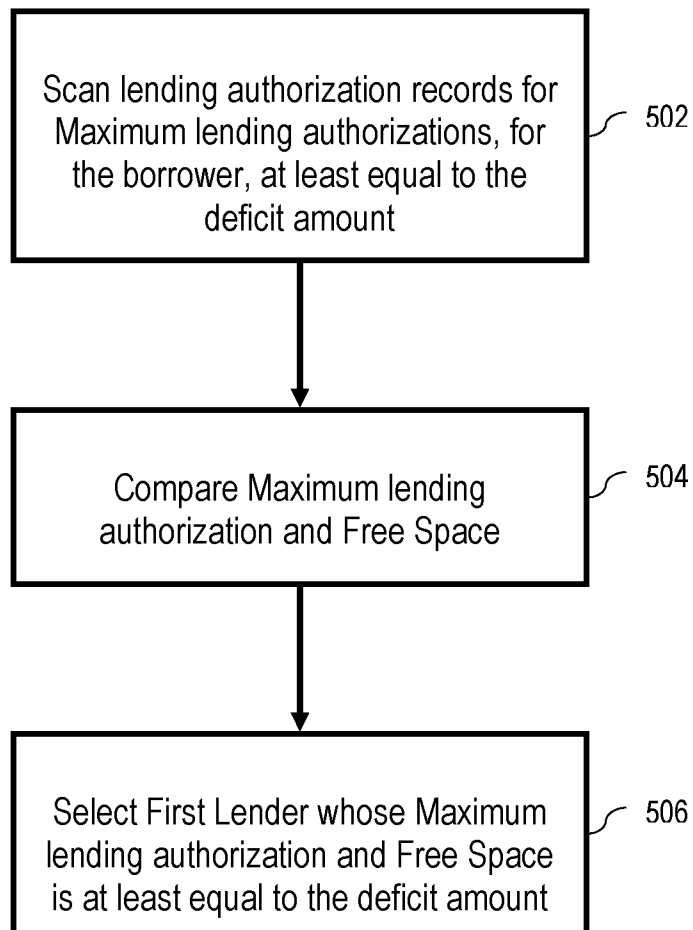 Scan lending authorization records for
Maximum lending authorizations, for
the borrower, at least equal to the
deficit amount
502
Compare Maximum lending
authorization and Free Space
504
Select First Lender whose Maximum
lending authorization and Free Space
is at least equal to the deficit amount
506